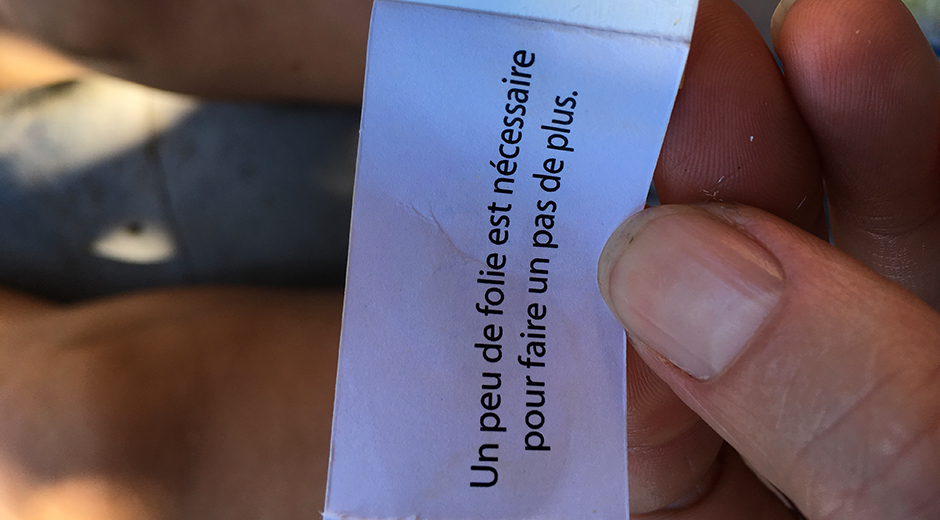 Un peu de folie est nécessaire
pour faire un pas de plus.